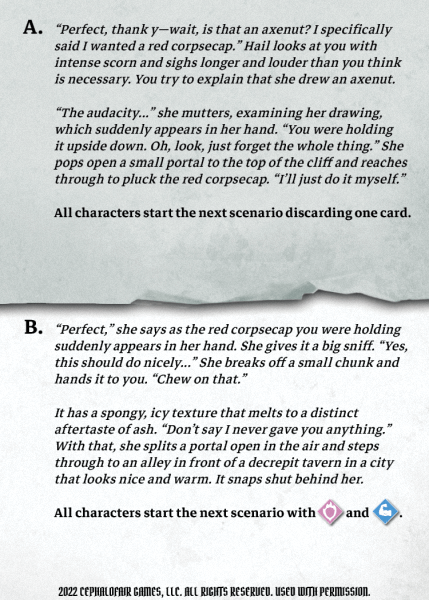 A. “Perfect, thank y—wait, is that an axenut? I specifically
said I wanted a red corpsecap.” Hail looks at you with
intense scorn and sighs longer and louder than you think
is necessary. You try to explain that she drew an axenut.
“The audacity...” she mutters, examining her drawing,
which suddenly appears in her hand. “You were holding
it upside down. Oh, look, just forget the whole thing.” She
pops open a small portal to the top of the cliff and reaches
through to pluck the red corpsecap. “I’ll just do it myself.”
All characters start the next scenario discarding one card.
B. “Perfect,” she says as the red corpsecap you were holding
suddenly appears in her hand. She gives it a big sniff. “Yes,
this should do nicely...” She breaks off a small chunk and
hands it to you. “Chew on that.”
It has a spongy, icy texture that melts to a distinct
aftertaste of ash. “Don’t say I never gave you anything.”
With that, she splits a portal open in the air and steps
through to an alley in front of a decrepit tavern in a city
that looks nice and warm. It snaps shut behind her.
All characters start the next scenario with and .
2022 CEPHALOFAIR GAMES, LLC. ALL RIGHTS RESERVED. USED WITH PERMISSION.